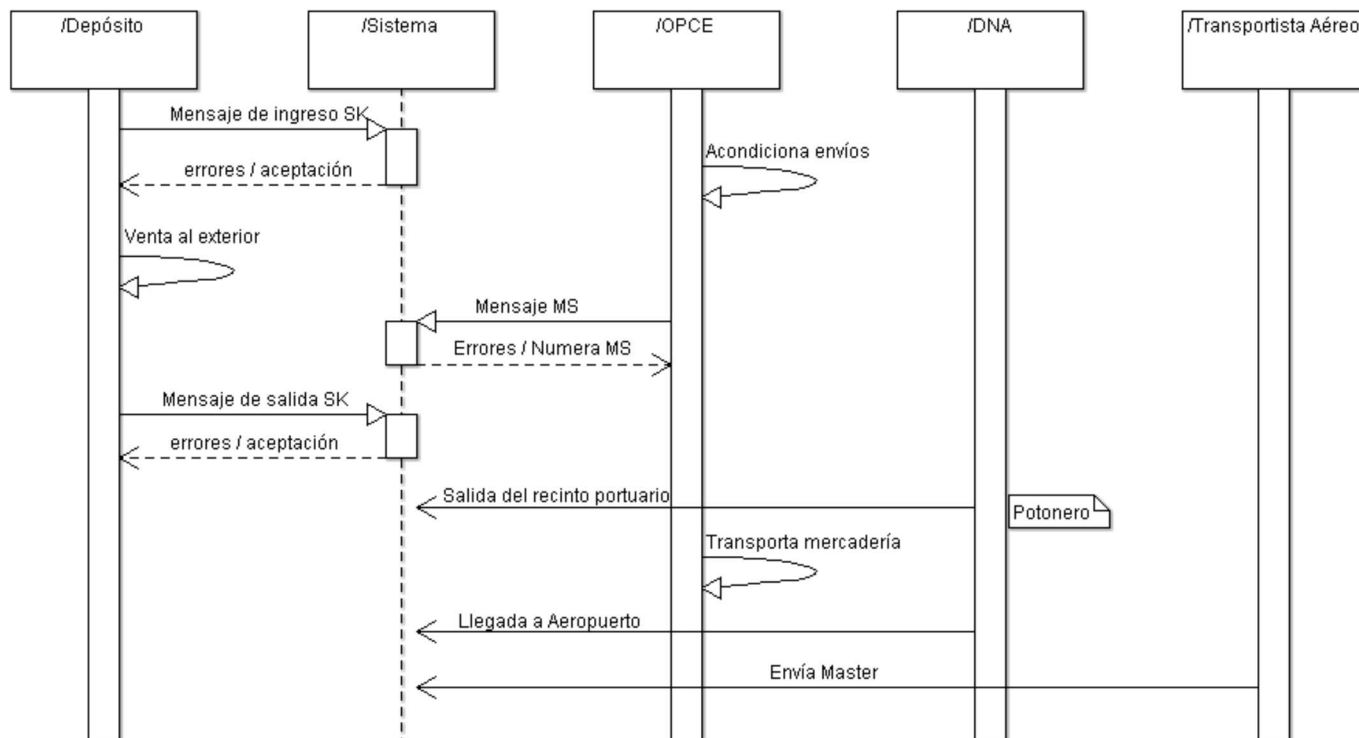 /Depósito
/Sistema
/OPCE
/DNA
/Transportista Aéreo
Mensaje de ingreso SK
Acondiciona envíos
errores / aceptación
Venta al exterior
Mensaje MS
Errores / Numera MS
Mensaje de salida SK
errores / aceptación
Salida del recinto portuario
Potonero
Transporta mercadería
Llegada a Aeropuerto
Envía Master